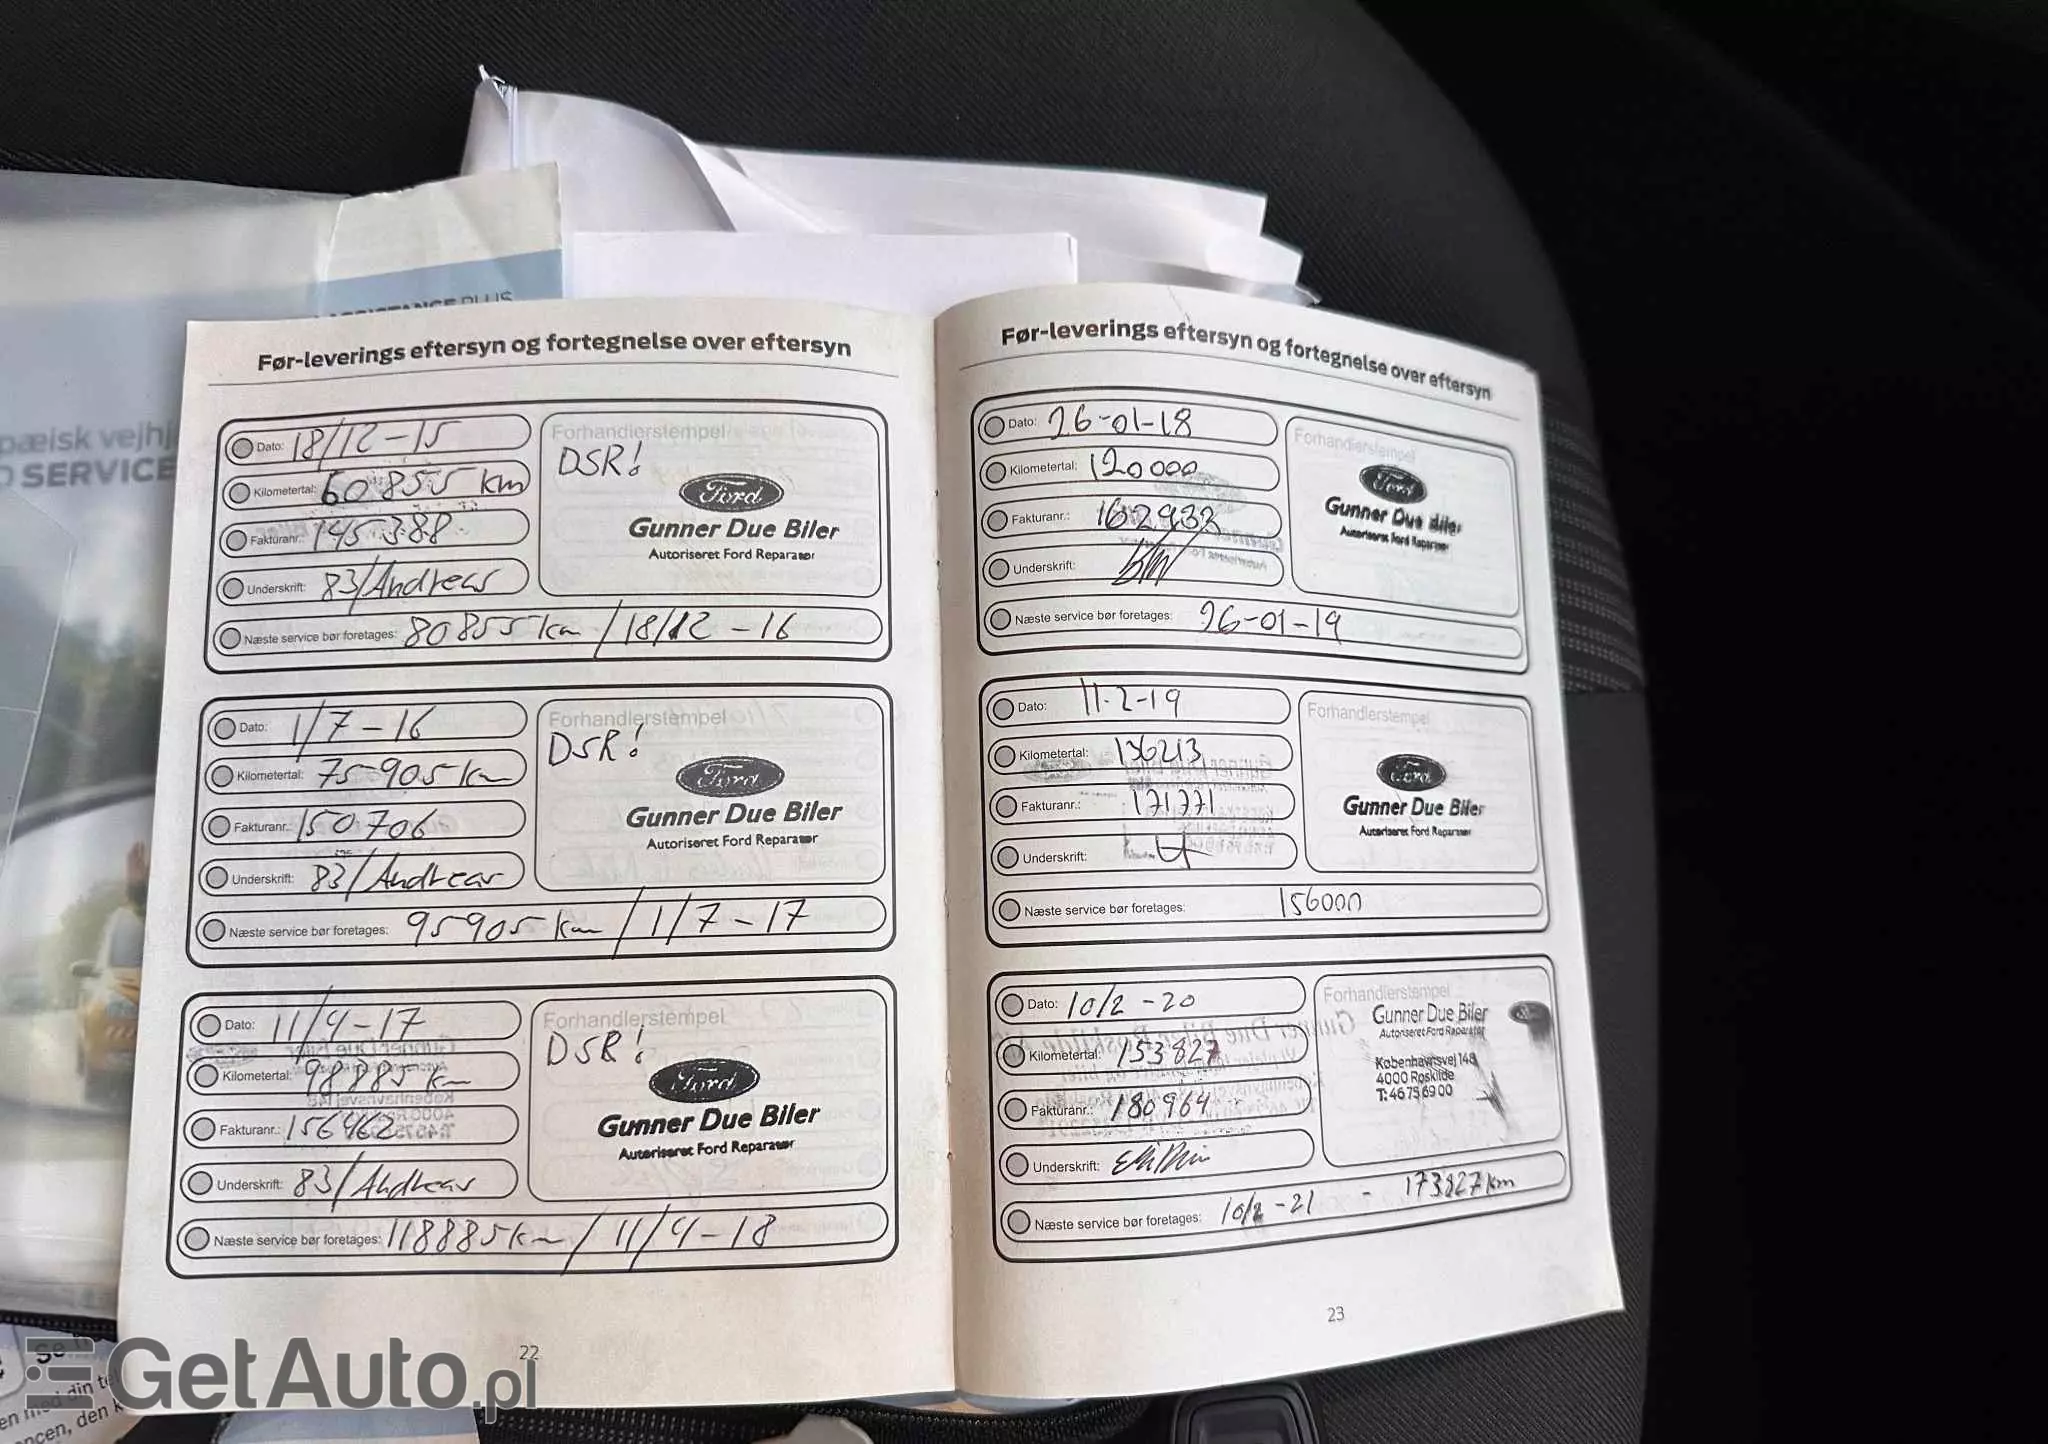 ASSISTANCE PLUS
pæisk vejhj
SERVICE
Før-leverings eftersyn og fortegnelse over eftersyn
Dato: 18/12-15
Kilometertal: 60855 km
Fakturanr.: 145388
Underskrift: 83/Andreas
Næste service bør foretages: 80855 km / 18/12-16
Forhandlerstempel
DSR!
Ford
Gunner Due Biler
Autoriseret Ford Reparatør
Dato: 1/7-16
Kilometertal: 75905 km
Fakturanr.: 150706
Underskrift: 83/Andreas
Næste service bør foretages: 95905 km / 1/7-17
Forhandlerstempel
DSR!
Ford
Gunner Due Biler
Autoriseret Ford Reparatør
Dato: 11/4-17
Kilometertal: 98885 km
Fakturanr.: 156462
Underskrift: 83/Andreas
Næste service bør foretages: 118885 km / 11/4-18
Forhandlerstempel
DSR!
Ford
Gunner Due Biler
Autoriseret Ford Reparatør
22
Før-leverings eftersyn og fortegnelse over eftersyn
Dato: 26-01-18
Kilometertal: 120000
Fakturanr.: 162933
Underskrift:
Næste service bør foretages: 26-01-19
Forhandlerstempel
Ford
Gunner Due Biler
Autoriseret Ford Reparatør
Dato: 11-2-19
Kilometertal: 136213
Fakturanr.: 171771
Underskrift:
Næste service bør foretages: 156000
Forhandlerstempel
Ford
Gunner Due Biler
Autoriseret Ford Reparatør
Dato: 10/2-20
Kilometertal: 153827
Fakturanr.: 180964
Underskrift:
Næste service bør foretages: 10/2-21 - 173827 km
Forhandlerstempel
Gunner Due Biler
Autoriseret Ford Reparatør
Københavnsvej 148
4000 Roskilde
T: 46 75 69 00
23
GetAuto.pl